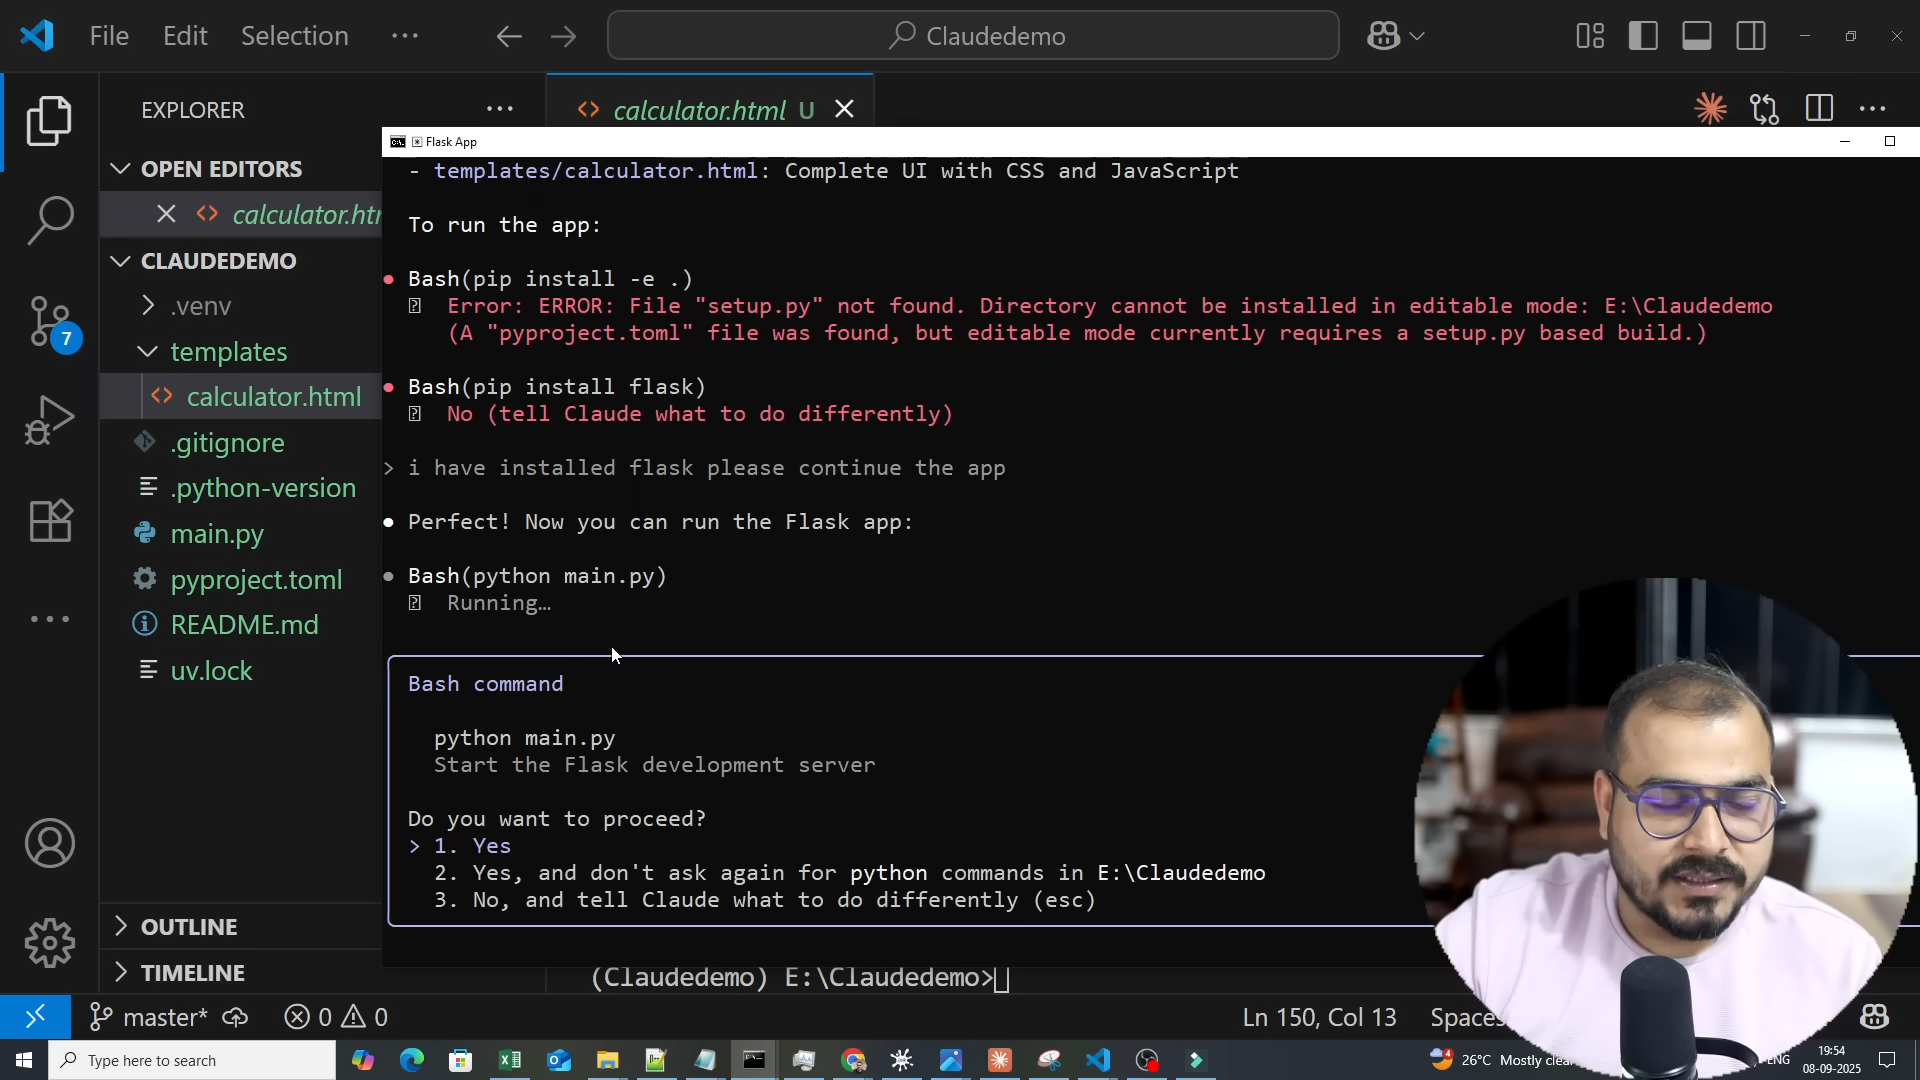 File Edit Selection ···
Claudedemo
EXPLORER
calculator.html U
OPEN EDITORS
calculator.htm
CLAUDEDEMO
.venv
templates
calculator.html
.gitignore
.python-version
main.py
pyproject.toml
README.md
uv.lock
7
OUTLINE
TIMELINE
Flask App
- templates/calculator.html: Complete UI with CSS and JavaScript
To run the app:
Bash(pip install -e .)
Error: ERROR: File "setup.py" not found. Directory cannot be installed in editable mode: E:\Claudedemo
(A "pyproject.toml" file was found, but editable mode currently requires a setup.py based build.)
Bash(pip install flask)
No (tell Claude what to do differently)
> i have installed flask please continue the app
Perfect! Now you can run the Flask app:
Bash(python main.py)
Running…
Bash command
python main.py
Start the Flask development server
Do you want to proceed?
> 1. Yes
2. Yes, and don't ask again for python commands in E:\Claudedemo
3. No, and tell Claude what to do differently (esc)
(Claudedemo) E:\Claudedemo>
master* 0 0
Ln 150, Col 13 Spaces
Type here to search
4 26°C Mostly clear ENG
19:54
08-09-2025